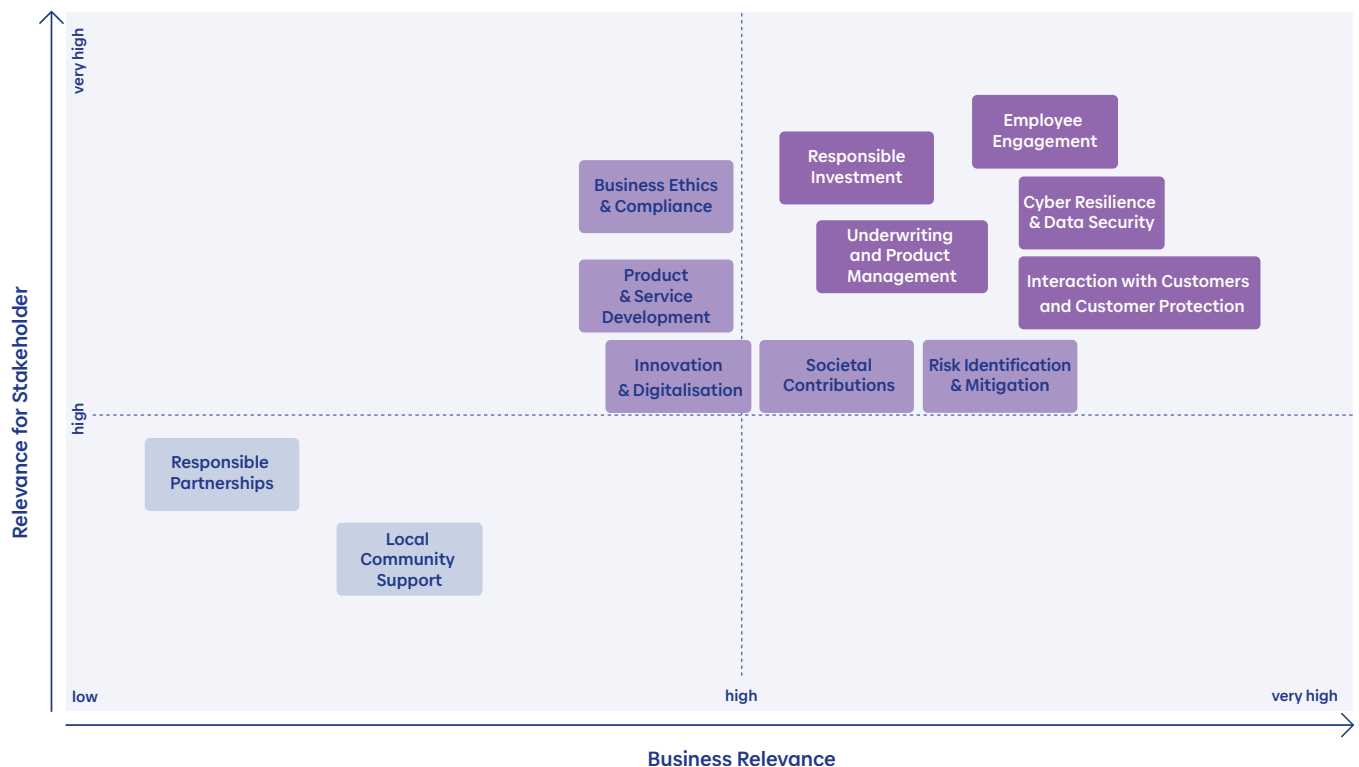 very high
Employee
Engagement
Responsible
Investment
Business Ethics
& Compliance
Cyber Resilience
& Data Security
Underwriting
and Product
Management
Product
& Service
Development
Interaction with Customers
and Customer Protection
Innovation
& Digitalisation
Societal
Contributions
Risk Identification
& Mitigation
Relevance for Stakeholder
high
Responsible
Partnerships
Local
Community
Support
low
high
very high
Business Relevance